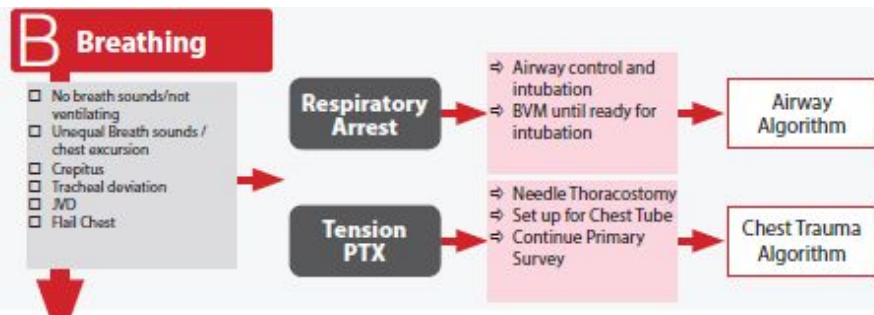 B Breathing
☐ No breath sounds/not
ventilating
☐ Unequal Breath sounds /
chest excursion
☐ Crepitus
☐ Tracheal deviation
☐ JVD
☐ Flail Chest
Respiratory
Arrest
⇨ Airway control and
intubation
⇨ BVM until ready for
intubation
Airway
Algorithm
Tension
PTX
⇨ Needle Thoracostomy
⇨ Set up for Chest Tube
⇨ Continue Primary
Survey
Chest Trauma
Algorithm